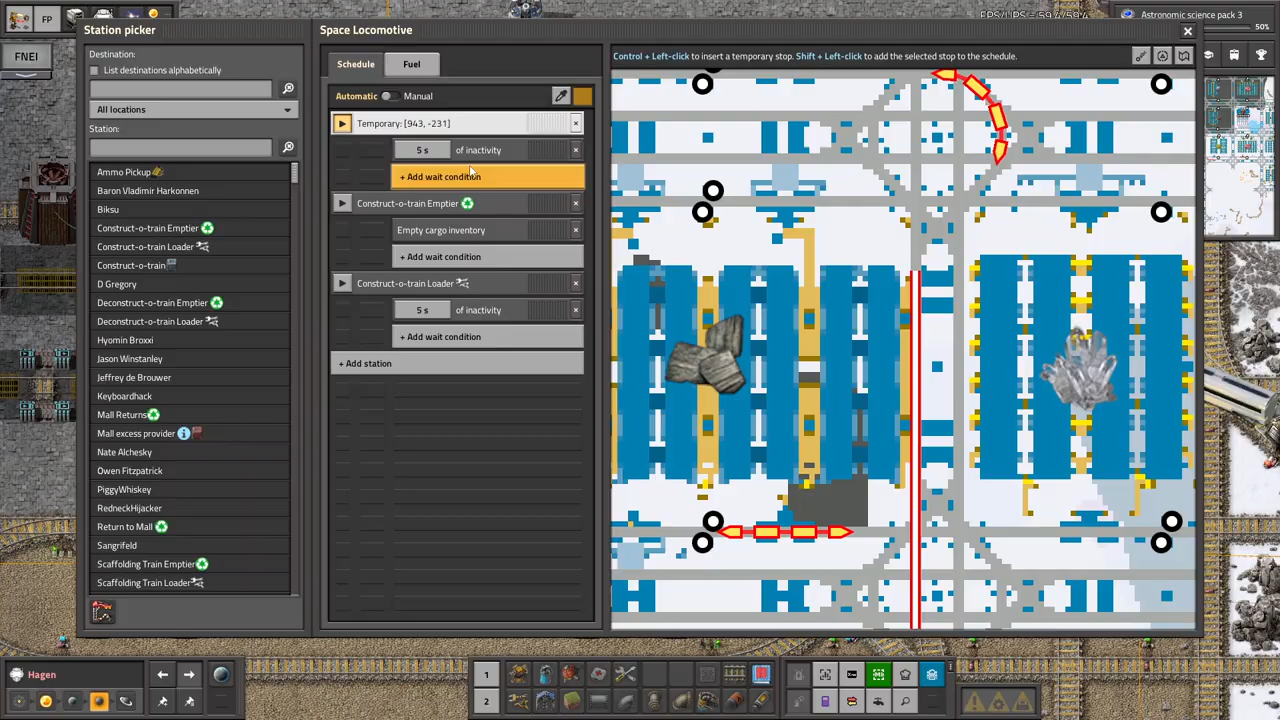 FP
FNEI
Astronomic science pack 3
50%
Station picker
Destination:
List destinations alphabetically
All locations
Station:
Ammo Pickup
Baron Vladimir Harkonnen
Biksu
Construct-o-train Emptier
Construct-o-train Loader
Construct-o-train
D Gregory
Deconstruct-o-train Emptier
Deconstruct-o-train Loader
Hyomin Broxxi
Jason Winstanley
Jeffrey de Brouwer
Keyboardhack
Mall Returns
Mall excess provider
Nate Alchesky
Owen Fitzpatrick
PiggyWhiskey
RedneckHijacker
Return to Mall
Sangrifeld
Scaffolding Train Emptier
Scaffolding Train Loader
Space Locomotive
Schedule
Fuel
Automatic
Manual
Temporary: [943, -231]
5 s of inactivity
+ Add wait condition
Construct-o-train Emptier
Empty cargo inventory
+ Add wait condition
Construct-o-train Loader
5 s of inactivity
+ Add wait condition
+ Add station
Control + Left-click to insert a temporary stop. Shift + Left-click to add the selected stop to the schedule.
Hagen
1
2